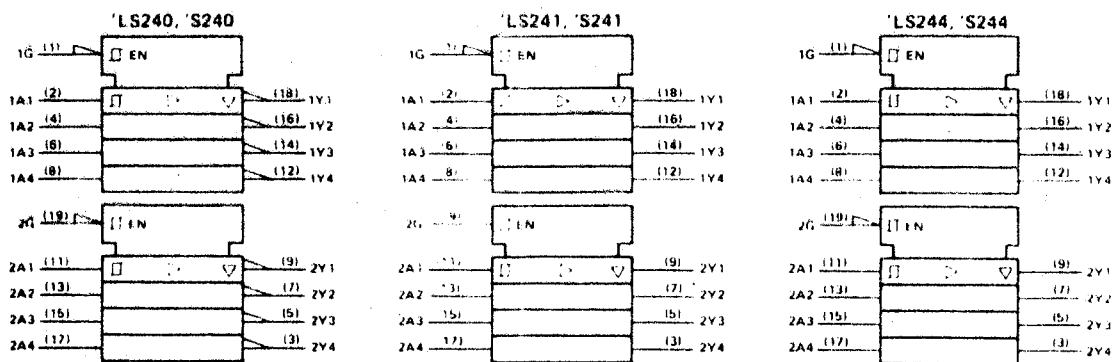 'LS240, 'S240
1G (1) EN
1A1 (2) (18) 1Y1
1A2 (4) (16) 1Y2
1A3 (6) (14) 1Y3
1A4 (8) (12) 1Y4
2G (19) EN
2A1 (11) (9) 2Y1
2A2 (13) (7) 2Y2
2A3 (15) (5) 2Y3
2A4 (17) (3) 2Y4
'LS241, 'S241
1G 1) EN
1A1 (2) (18) 1Y1
1A2 4) (16) 1Y2
1A3 (6) (14) 1Y3
1A4 8) (12) 1Y4
2G 9) EN
2A1 (11) (9) 2Y1
2A2 13) (7) 2Y2
2A3 15) (5) 2Y3
2A4 17) (3) 2Y4
'LS244, 'S244
1G (1) EN
1A1 (2) (18) 1Y1
1A2 (4) (16) 1Y2
1A3 (6) (14) 1Y3
1A4 (8) (12) 1Y4
2G (19) EN
2A1 (11) (9) 2Y1
2A2 (13) (7) 2Y2
2A3 (15) (5) 2Y3
2A4 (17) (3) 2Y4